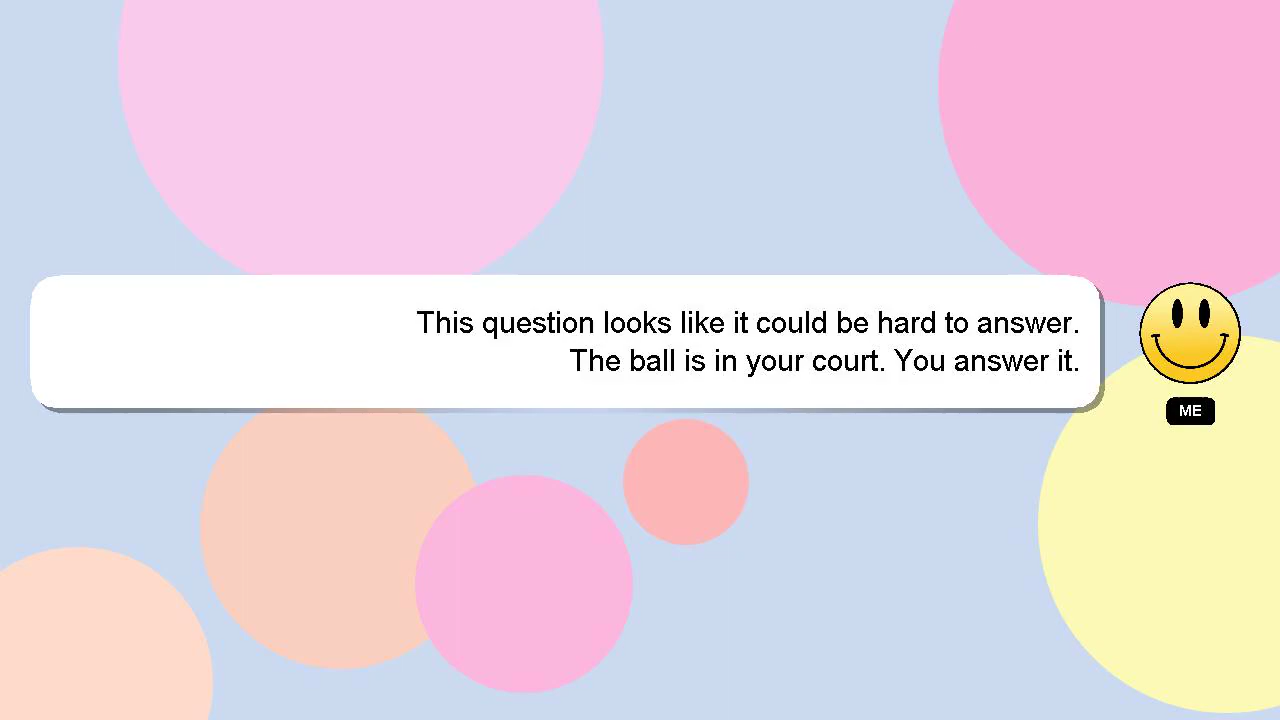 This question looks like it could be hard to answer.
The ball is in your court. You answer it.
ME